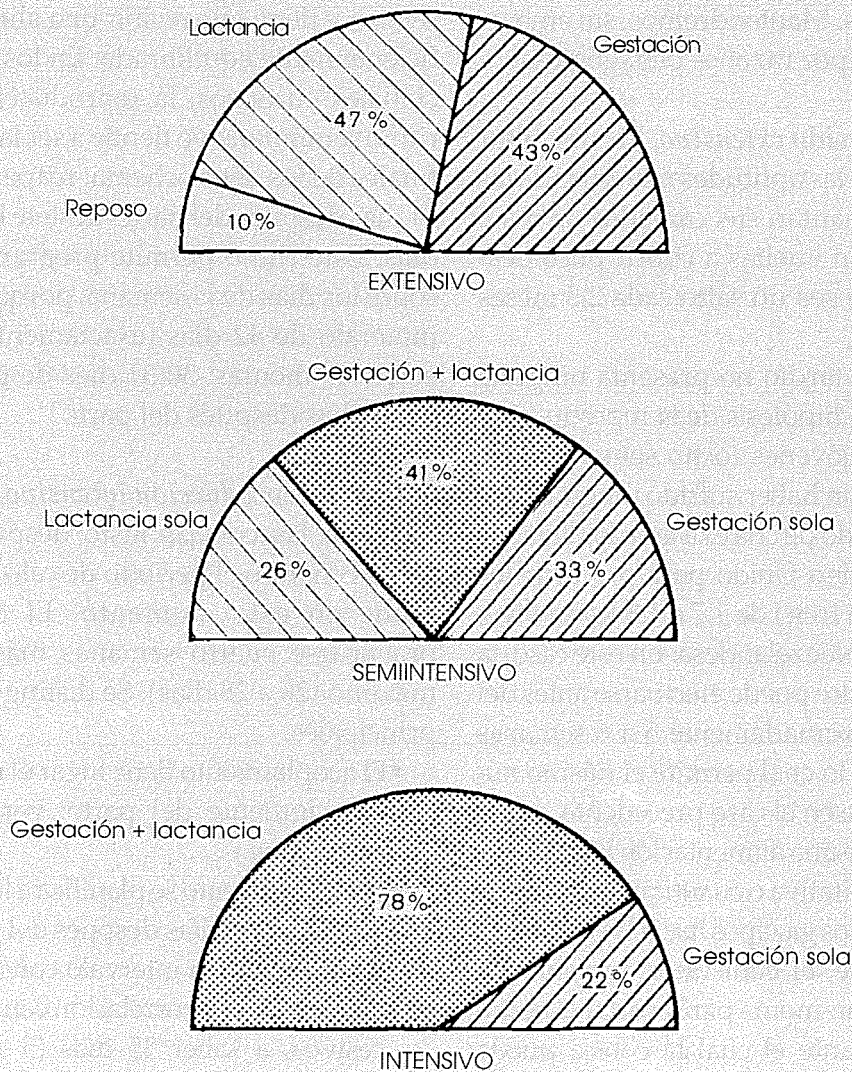 Lactancia
Gestación
47%
43%
Reposo
10%
EXTENSIVO
Gestación + lactancia
41%
Lactancia sola
Gestación sola
26%
33%
SEMIINTENSIVO
Gestación + lactancia
78%
Gestación sola
22%
INTENSIVO